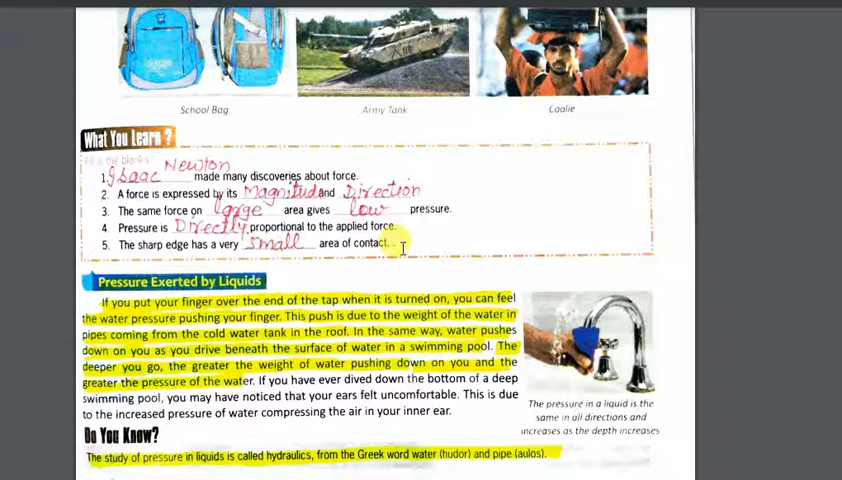 School Bag
Army Tank
Coolie
What You Learn ?
Fill in the blanks.
1. Isaac Newton made many discoveries about force.
2. A force is expressed by its Magnitud and Direction
3. The same force on large area gives low pressure.
4. Pressure is Directly proportional to the applied force.
5. The sharp edge has a very small area of contact.
Pressure Exerted by Liquids
If you put your finger over the end of the tap when it is turned on, you can feel
the water pressure pushing your finger. This push is due to the weight of the water in
pipes coming from the cold water tank in the roof. In the same way, water pushes
down on you as you drive beneath the surface of water in a swimming pool. The
deeper you go, the greater the weight of water pushing down on you and the
greater the pressure of the water. If you have ever dived down the bottom of a deep
swimming pool, you may have noticed that your ears felt uncomfortable. This is due
to the increased pressure of water compressing the air in your inner ear.
The pressure in a liquid is the
same in all directions and
increases as the depth increases
Do You Know?
The study of pressure in liquids is called hydraulics, from the Greek word water (hudor) and pipe (aulos).